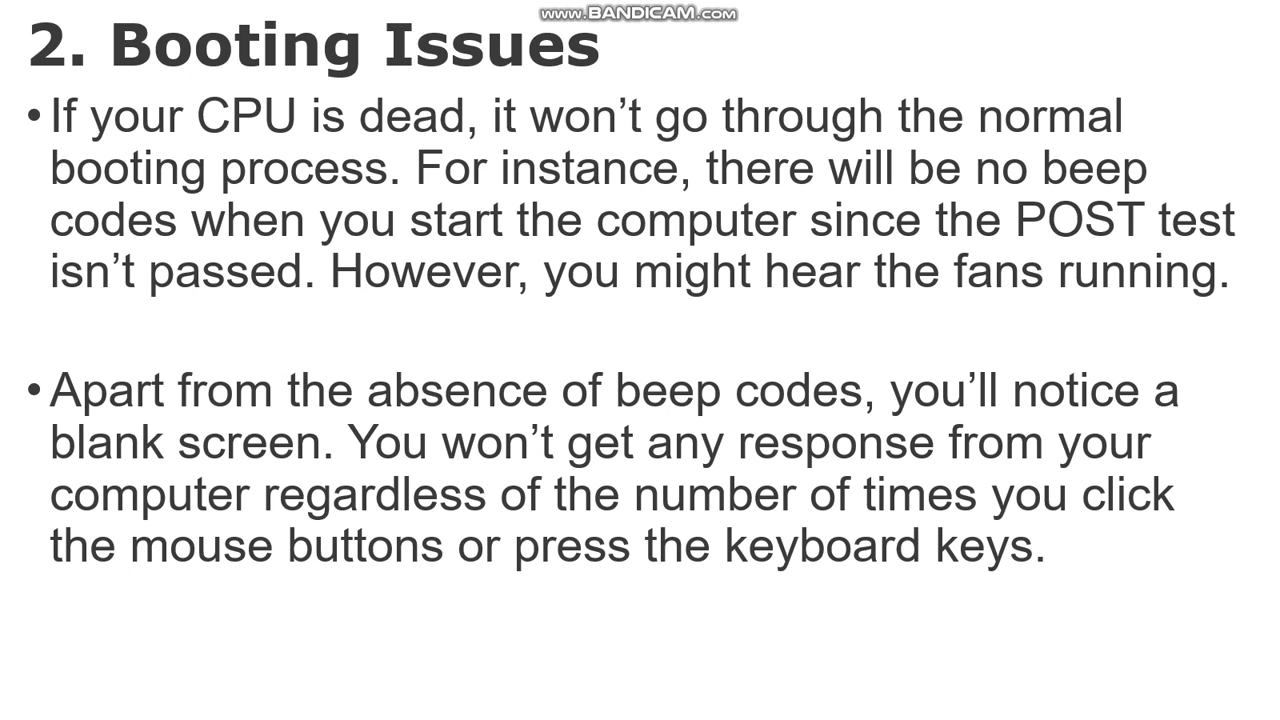 www.BANDICAM.com
2. Booting Issues
•If your CPU is dead, it won’t go through the normal
booting process. For instance, there will be no beep
codes when you start the computer since the POST test
isn’t passed. However, you might hear the fans running.
•Apart from the absence of beep codes, you’ll notice a
blank screen. You won’t get any response from your
computer regardless of the number of times you click
the mouse buttons or press the keyboard keys.